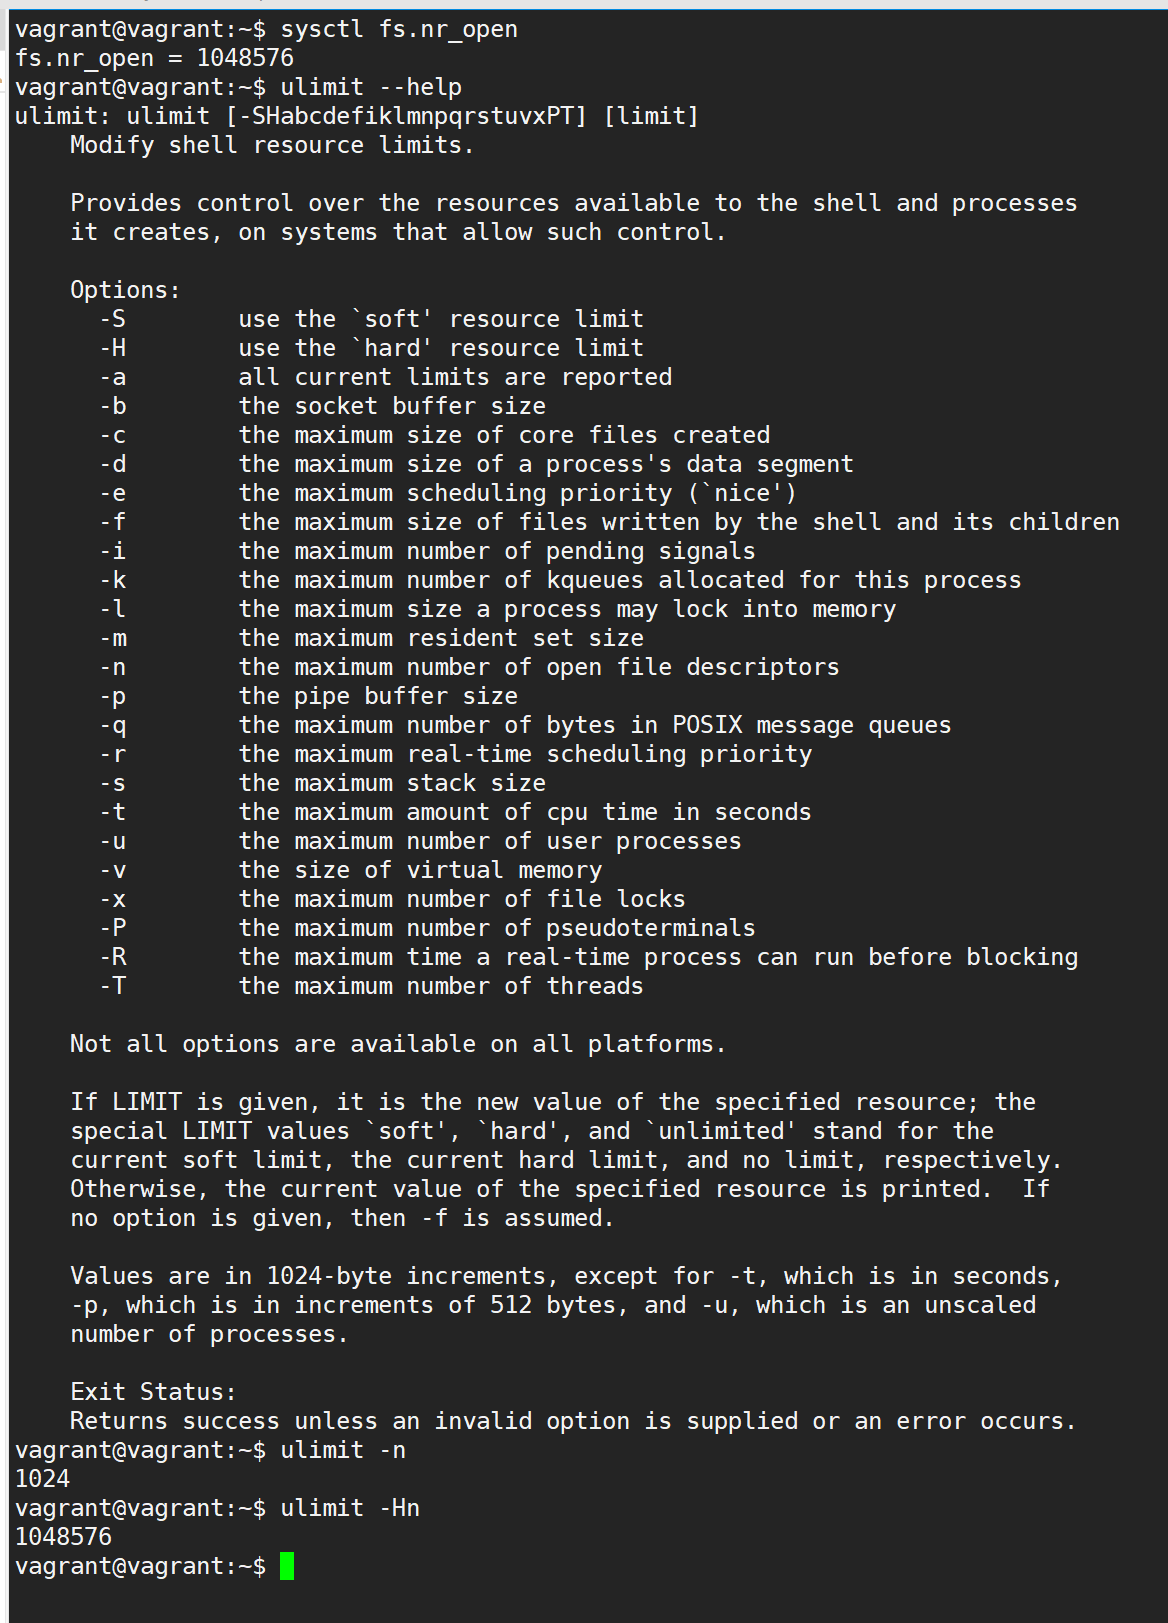 vagrant@vagrant:~$ sysctl fs.nr_open
fs.nr_open = 1048576
vagrant@vagrant:~$ ulimit --help
ulimit: ulimit [-SHabcdefiklmnpqrstuvxPT] [limit]
    Modify shell resource limits.

    Provides control over the resources available to the shell and processes
    it creates, on systems that allow such control.

    Options:
      -S        use the `soft' resource limit
      -H        use the `hard' resource limit
      -a        all current limits are reported
      -b        the socket buffer size
      -c        the maximum size of core files created
      -d        the maximum size of a process's data segment
      -e        the maximum scheduling priority (`nice')
      -f        the maximum size of files written by the shell and its children
      -i        the maximum number of pending signals
      -k        the maximum number of kqueues allocated for this process
      -l        the maximum size a process may lock into memory
      -m        the maximum resident set size
      -n        the maximum number of open file descriptors
      -p        the pipe buffer size
      -q        the maximum number of bytes in POSIX message queues
      -r        the maximum real-time scheduling priority
      -s        the maximum stack size
      -t        the maximum amount of cpu time in seconds
      -u        the maximum number of user processes
      -v        the size of virtual memory
      -x        the maximum number of file locks
      -P        the maximum number of pseudoterminals
      -R        the maximum time a real-time process can run before blocking
      -T        the maximum number of threads

    Not all options are available on all platforms.

    If LIMIT is given, it is the new value of the specified resource; the
    special LIMIT values `soft', `hard', and `unlimited' stand for the
    current soft limit, the current hard limit, and no limit, respectively.
    Otherwise, the current value of the specified resource is printed.  If
    no option is given, then -f is assumed.

    Values are in 1024-byte increments, except for -t, which is in seconds,
    -p, which is in increments of 512 bytes, and -u, which is an unscaled
    number of processes.

    Exit Status:
    Returns success unless an invalid option is supplied or an error occurs.
vagrant@vagrant:~$ ulimit -n
1024
vagrant@vagrant:~$ ulimit -Hn
1048576
vagrant@vagrant:~$